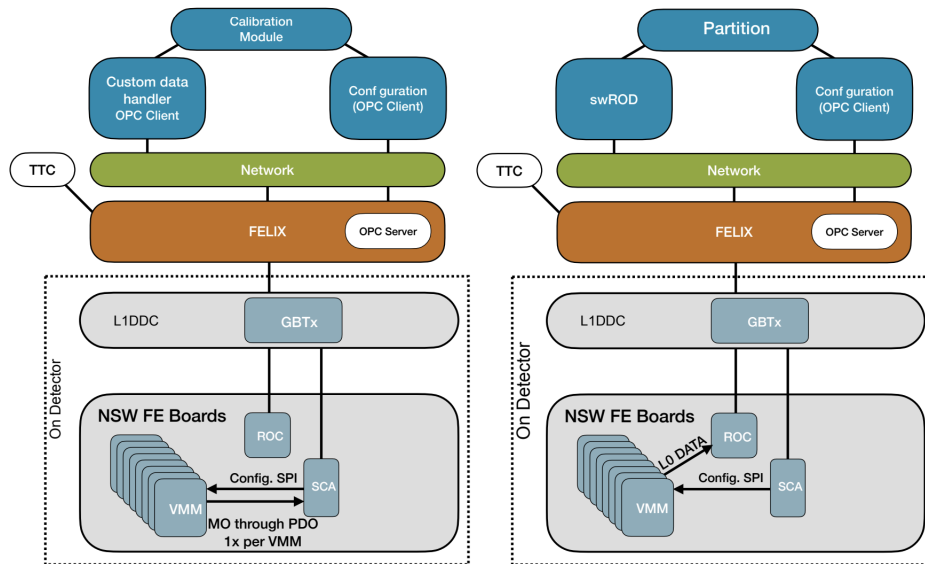 Calibration
Module
Custom data
handler
OPC Client
Conf guration
(OPC Client)
TTC
Network
FELIX
OPC Server
L1DDC
GBTx
On Detector
NSW FE Boards
ROC
Config. SPI
SCA
VMM
MO through PDO
1x per VMM
Partition
swROD
Conf guration
(OPC Client)
TTC
Network
FELIX
OPC Server
L1DDC
GBTx
On Detector
NSW FE Boards
ROC
L0 DATA
Config. SPI
SCA
VMM